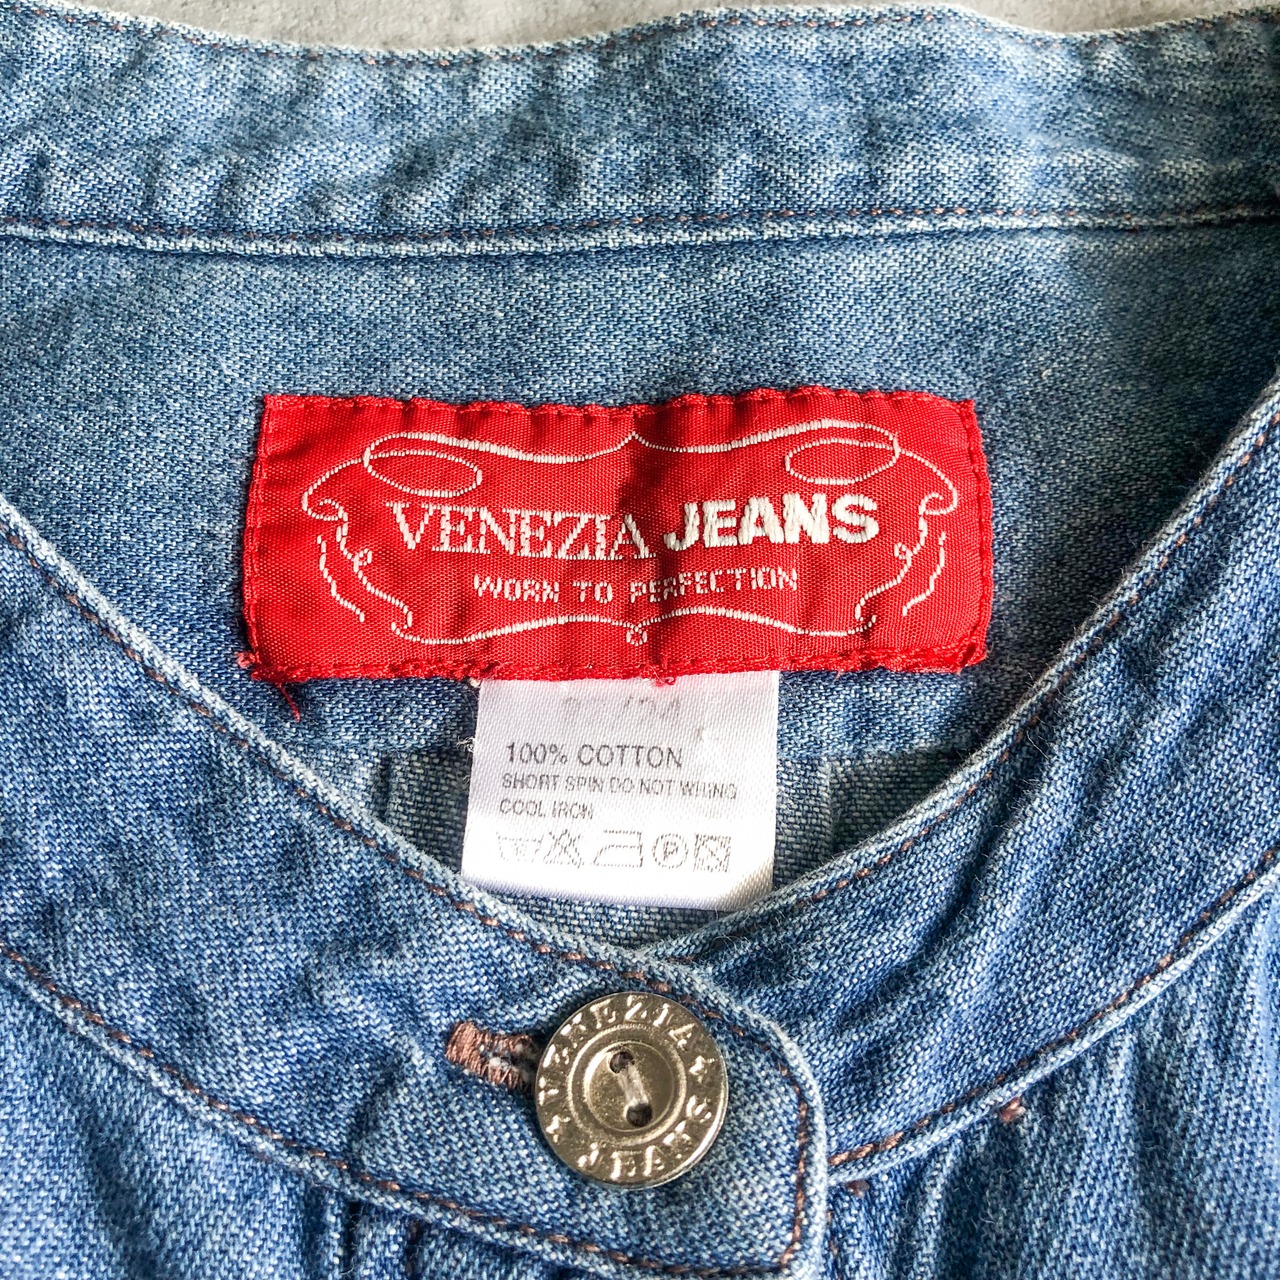 VENEZIA JEANS
WORN TO PERFECTION
100% COTTON
SHORT SPIN DO NOT WRING
COOL IRON
P
VENEZIA
JEANS